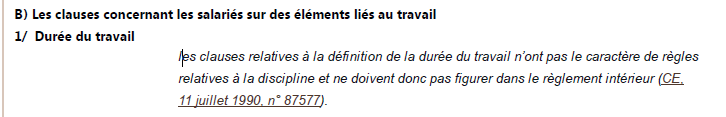 B) Les clauses concernant les salariés sur des éléments liés au travail
1/ Durée du travail
les clauses relatives à la définition de la durée du travail n'ont pas le caractère de règles
relatives à la discipline et ne doivent donc pas figurer dans le règlement intérieur (CE,
11 juillet 1990, n° 87577).